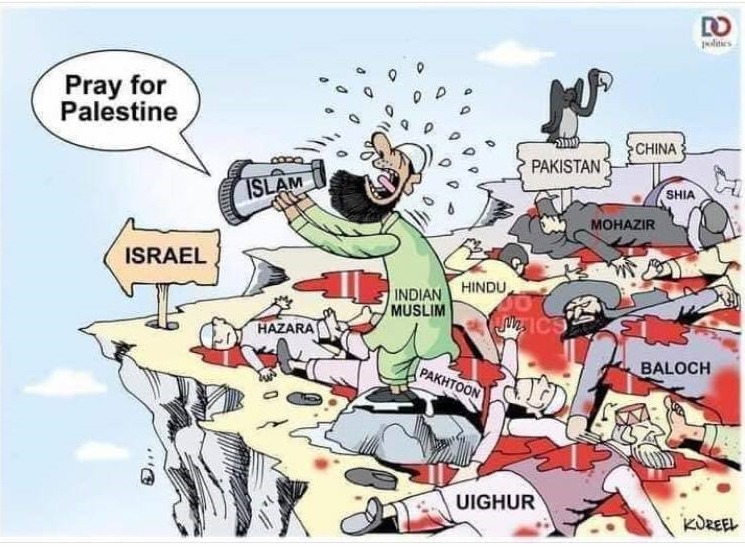 DO
politics
Pray for
Palestine
ISLAM
PAKISTAN
CHINA
SHIA
MOHAZIR
ISRAEL
INDIAN
MUSLIM
HINDU
HAZARA
PAKHTOON
BALOCH
UIGHUR
KUREEL